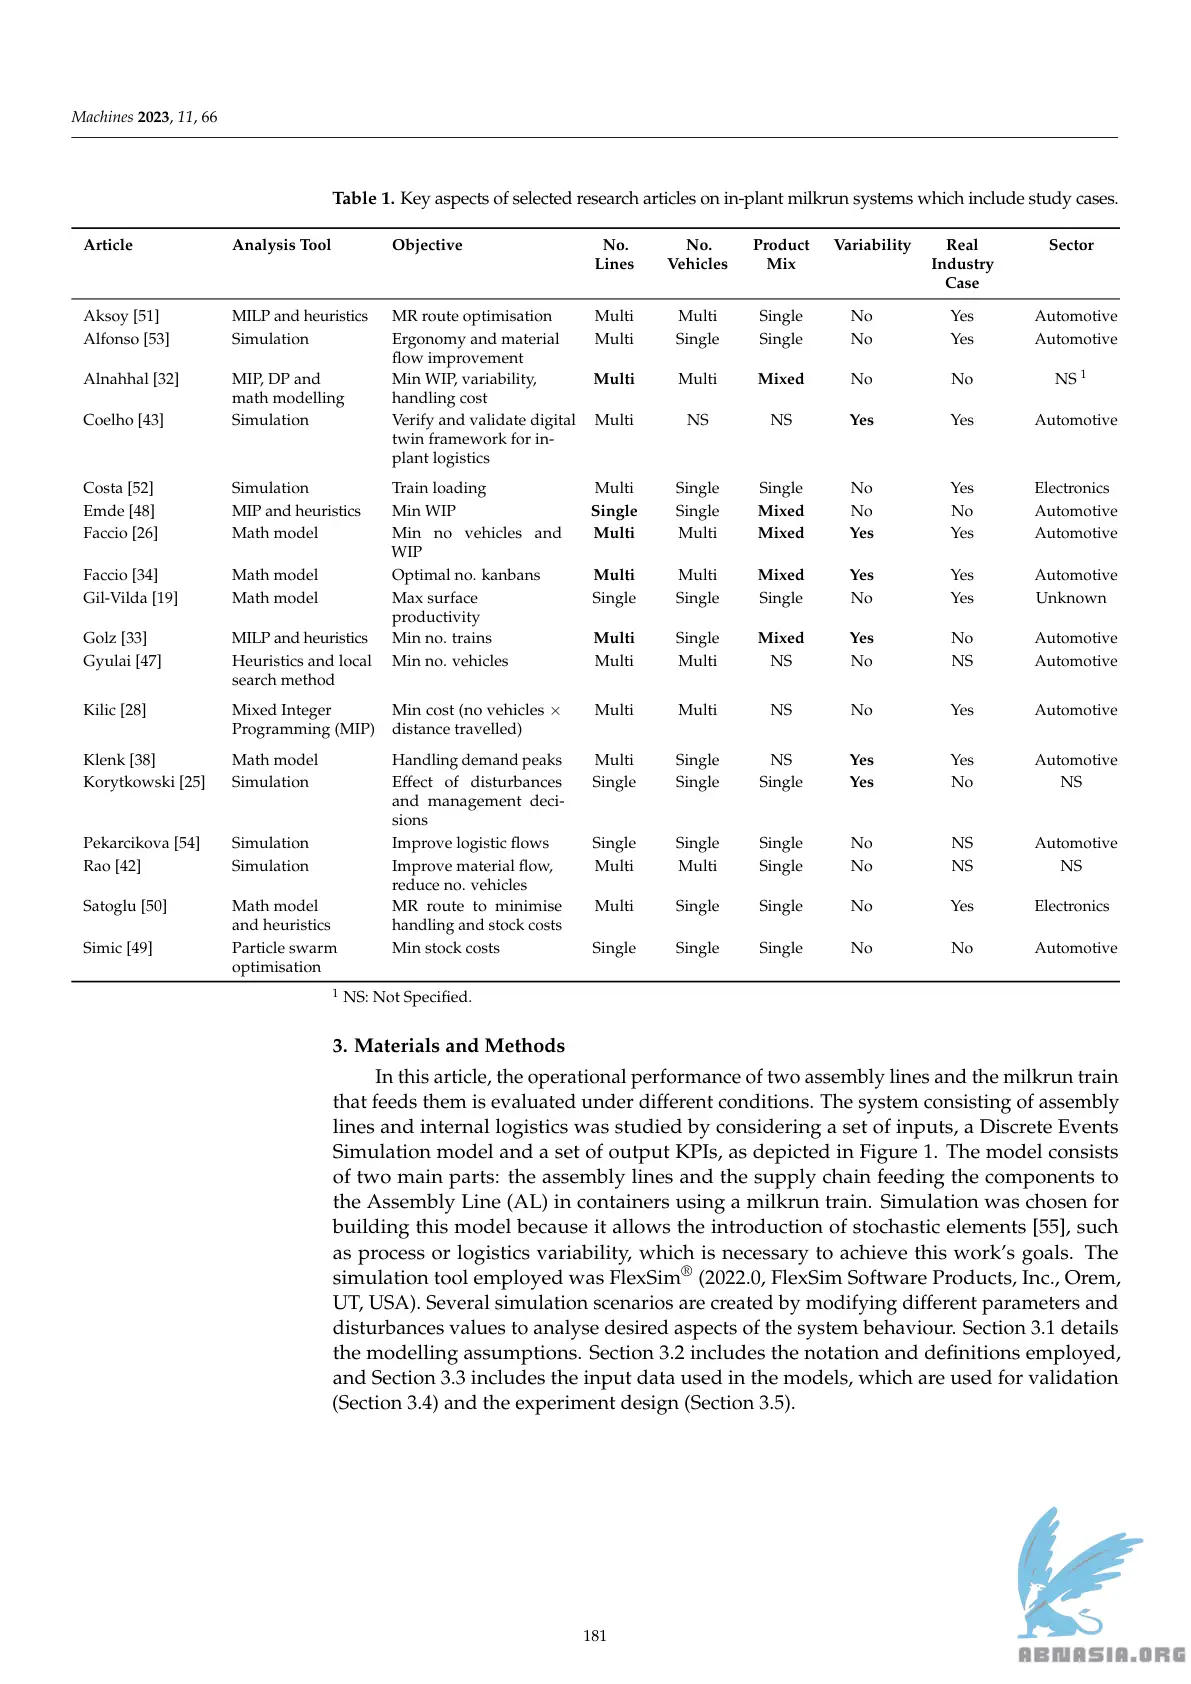 Machines 2023, 11, 66
Table 1. Key aspects of selected research articles on in-plant milkrun systems which include study cases.
Article Analysis Tool Objective No. Lines No. Vehicles Product Mix Variability Real Industry Case Sector
Aksoy [51] MILP and heuristics MR route optimisation Multi Multi Single No Yes Automotive
Alfonso [53] Simulation Ergonomy and material flow improvement Multi Single Single No Yes Automotive
Alnahhal [32] MIP, DP and math modelling Min WIP, variability, handling cost Multi Multi Mixed No No NS 1
Coelho [43] Simulation Verify and validate digital twin framework for in-plant logistics Multi NS NS Yes Yes Automotive
Costa [52] Simulation Train loading Multi Single Single No Yes Electronics
Emde [48] MIP and heuristics Min WIP Single Single Mixed No No Automotive
Faccio [26] Math model Min no vehicles and WIP Multi Multi Mixed Yes Yes Automotive
Faccio [34] Math model Optimal no. kanbans Multi Multi Mixed Yes Yes Automotive
Gil-Vilda [19] Math model Max surface productivity Single Single Single No Yes Unknown
Golz [33] MILP and heuristics Min no. trains Multi Single Mixed Yes No Automotive
Gyulai [47] Heuristics and local search method Min no. vehicles Multi Multi NS No NS Automotive
Kilic [28] Mixed Integer Programming (MIP) Min cost (no vehicles × distance travelled) Multi Multi NS No Yes Automotive
Klenk [38] Math model Handling demand peaks Multi Single NS Yes Yes Automotive
Korytkowski [25] Simulation Effect of disturbances and management decisions Single Single Single Yes No NS
Pekarcikova [54] Simulation Improve logistic flows Single Single Single No NS Automotive
Rao [42] Simulation Improve material flow, reduce no. vehicles Multi Multi Single No NS NS
Satoglu [50] Math model and heuristics MR route to minimise handling and stock costs Multi Single Single No Yes Electronics
Simic [49] Particle swarm optimisation Min stock costs Single Single Single No No Automotive
1 NS: Not Specified.
3. Materials and Methods
In this article, the operational performance of two assembly lines and the milkrun train
that feeds them is evaluated under different conditions. The system consisting of assembly
lines and internal logistics was studied by considering a set of inputs, a Discrete Events
Simulation model and a set of output KPIs, as depicted in Figure 1. The model consists
of two main parts: the assembly lines and the supply chain feeding the components to
the Assembly Line (AL) in containers using a milkrun train. Simulation was chosen for
building this model because it allows the introduction of stochastic elements [55], such
as process or logistics variability, which is necessary to achieve this work's goals. The
simulation tool employed was FlexSim® (2022.0, FlexSim Software Products, Inc., Orem,
UT, USA). Several simulation scenarios are created by modifying different parameters and
disturbances values to analyse desired aspects of the system behaviour. Section 3.1 details
the modelling assumptions. Section 3.2 includes the notation and definitions employed,
and Section 3.3 includes the input data used in the models, which are used for validation
(Section 3.4) and the experiment design (Section 3.5).
181
ABNASIA.ORG